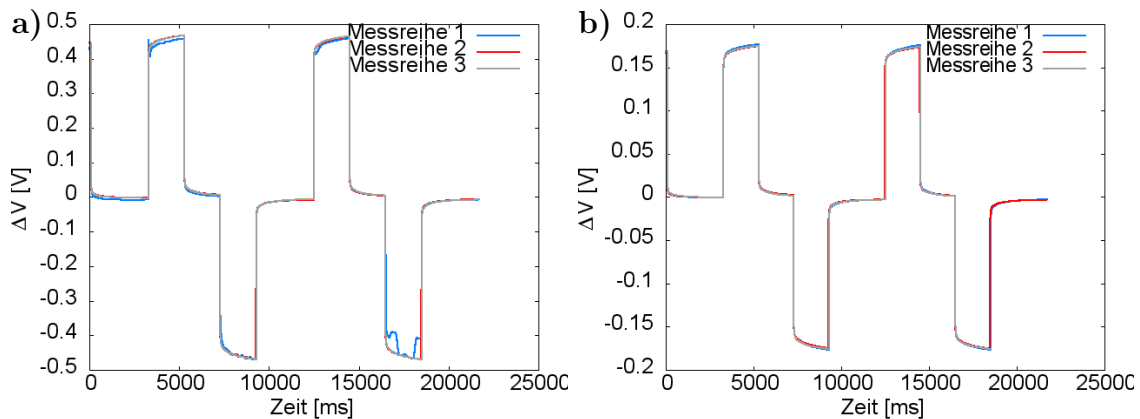 a)
0.5
0.4
0.3
0.2
0.1
0
-0.1
-0.2
-0.3
-0.4
-0.5
ΔV [V]
0 5000 10000 15000 20000 25000
Zeit [ms]
Messreihe 1
Messreihe 2
Messreihe 3
b)
0.2
0.15
0.1
0.05
0
-0.05
-0.1
-0.15
-0.2
ΔV [V]
0 5000 10000 15000 20000 25000
Zeit [ms]
Messreihe 1
Messreihe 2
Messreihe 3